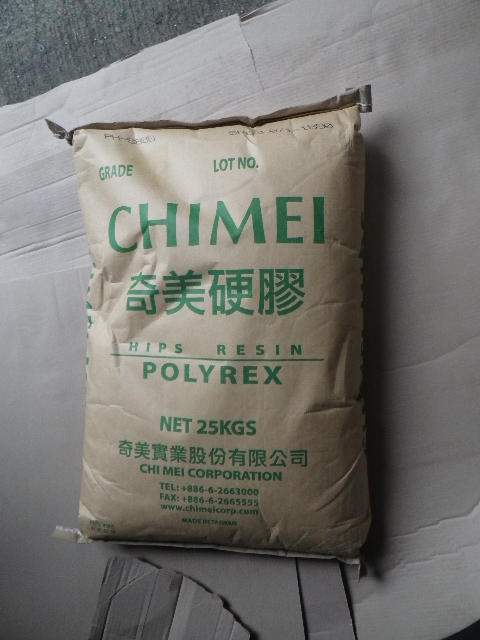 GRADE LOT NO.
CHIMEI
奇美硬膠
HIPS RESIN
POLYREX
NET 25KGS
奇美實業股份有限公司
CHI MEI CORPORATION
TEL: +886-6-2663000
FAX: +886-6-2665555
www.chimeicorp.com
MADE IN TAIWAN